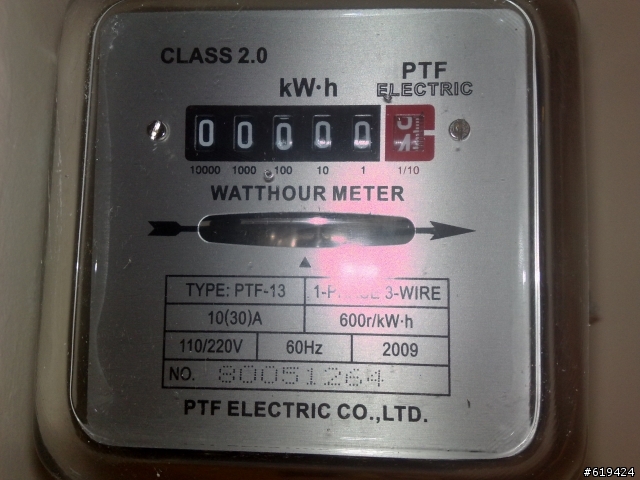 CLASS 2.0
kW·h
PTF
ELECTRIC
0 0 0 0 0
10000 1000 100 10 1 1/10
WATTHOUR METER
TYPE: PTF-13 3-WIRE
10(30)A 600r/kW·h
110/220V 60Hz 2009
NO. 80051264
PTF ELECTRIC CO.,LTD.
#619424